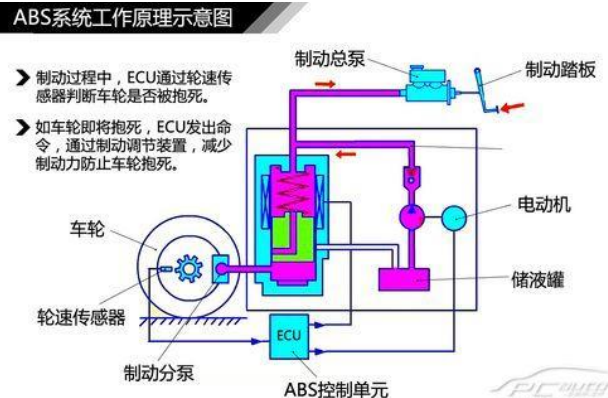 ABS系统工作原理示意图
制动过程中，ECU通过轮速传
感器判断车轮是否被抱死。
如车轮即将抱死，ECU发出命
令，通过制动调节装置，减少
制动力防止车轮抱死。
制动总泵
制动踏板
电动机
储液罐
车轮
轮速传感器
制动分泵
ECU
ABS控制单元
PCauto